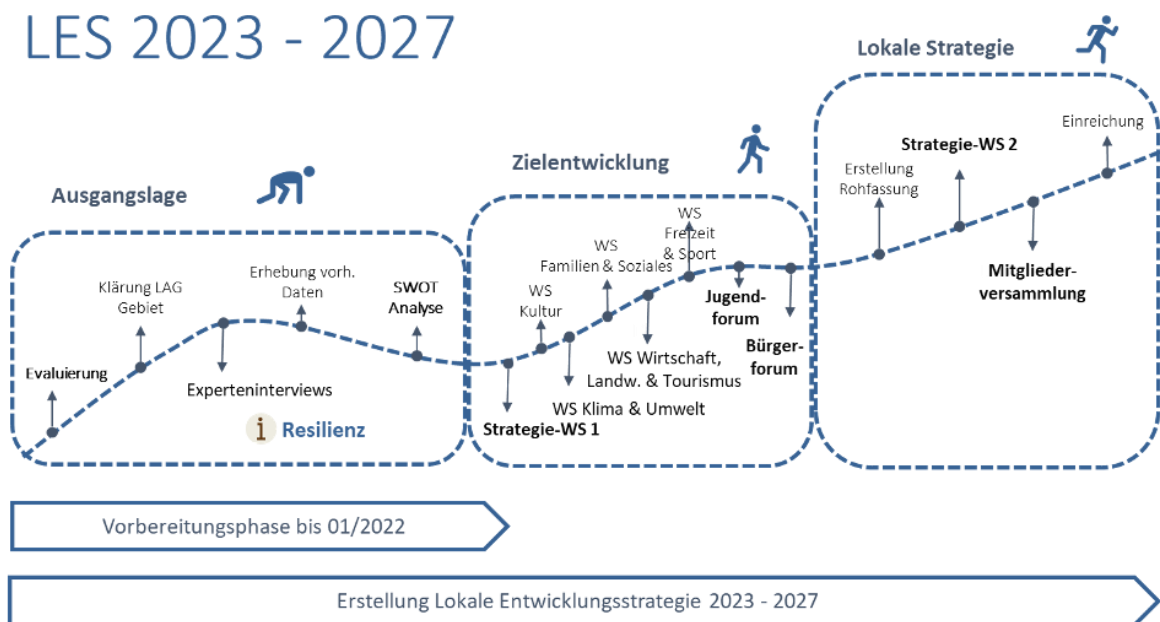 LES 2023 - 2027
Ausgangslage
Evaluierung
Klärung LAG
Gebiet
Experteninterviews
Erhebung vorh.
Daten
SWOT
Analyse
i Resilienz
Zielentwicklung
Strategie-WS 1
WS
Kultur
WS Klima & Umwelt
WS
Familien & Soziales
WS Wirtschaft,
Landw. & Tourismus
WS
Freizeit
& Sport
Jugend-
forum
Bürger-
forum
Lokale Strategie
Erstellung
Rohfassung
Strategie-WS 2
Mitglieder-
versammlung
Einreichung
Vorbereitungsphase bis 01/2022
Erstellung Lokale Entwicklungsstrategie 2023 - 2027